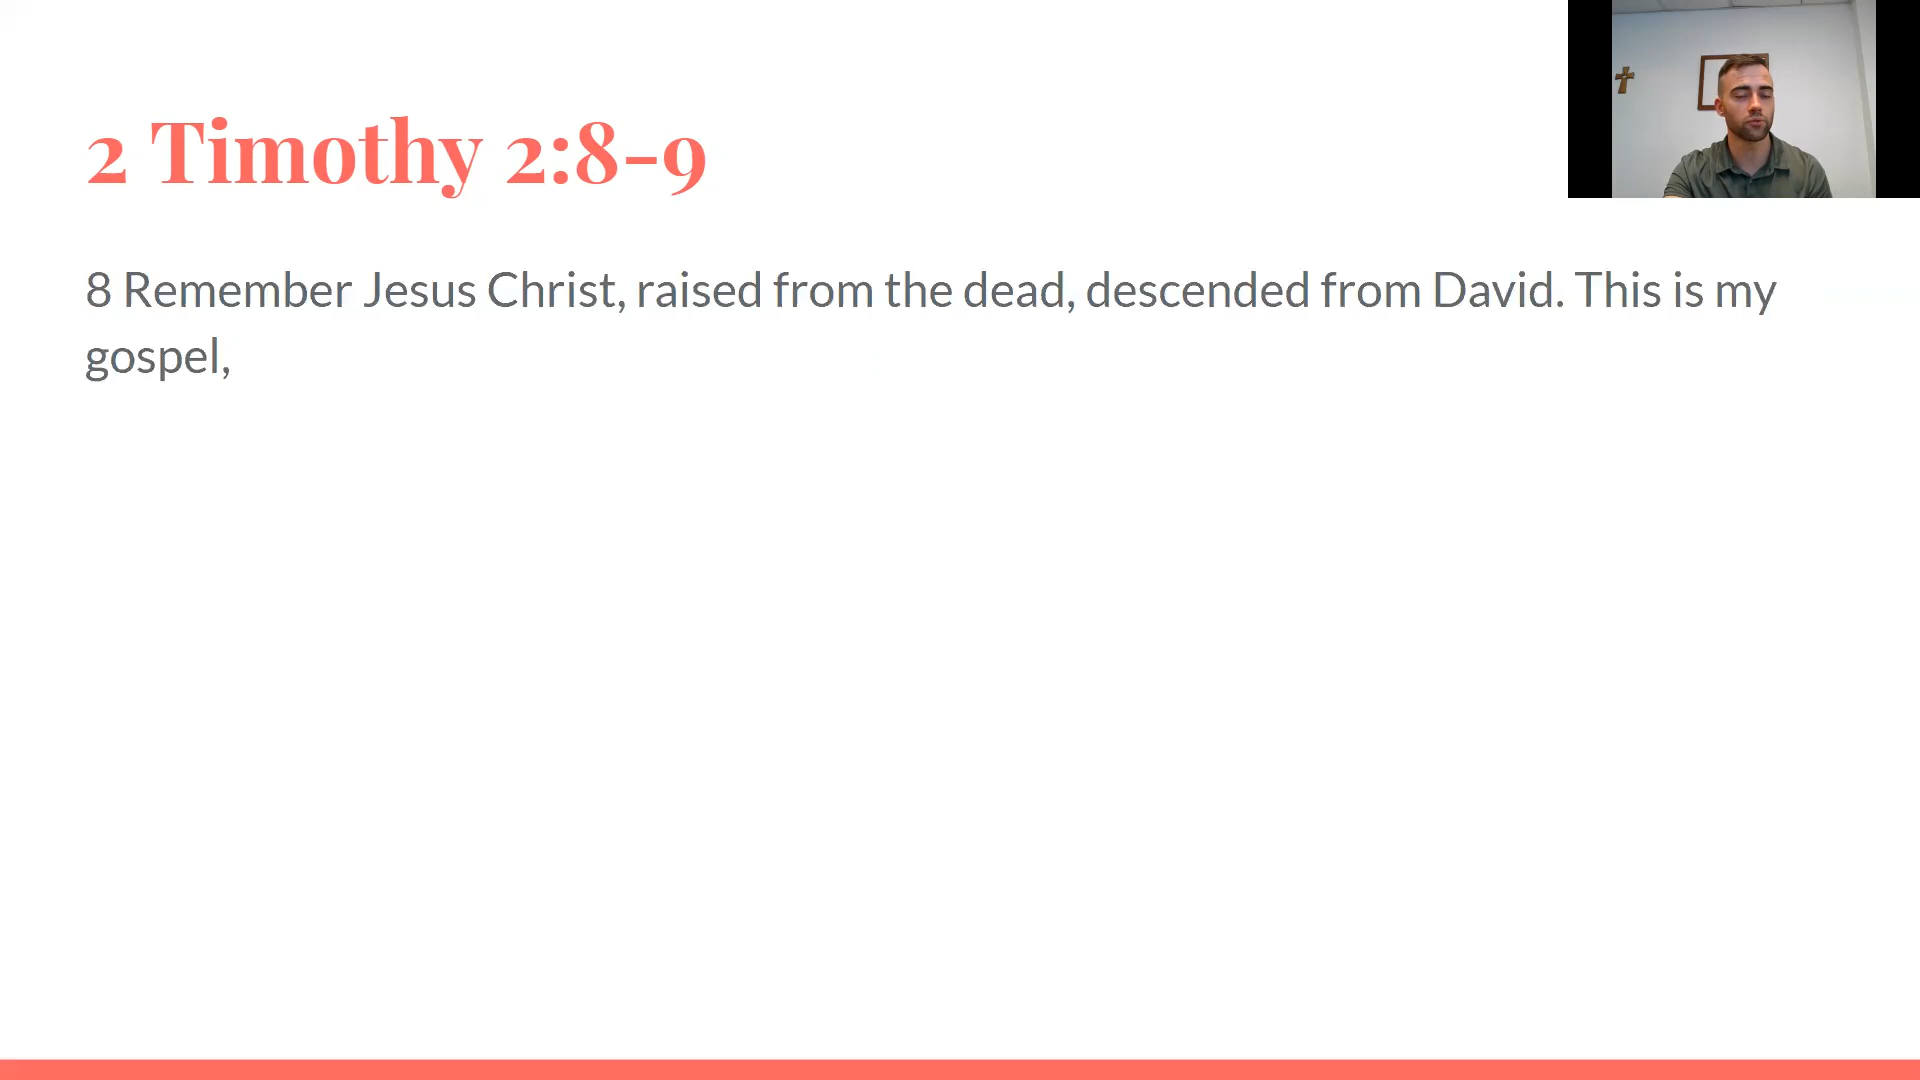 2 Timothy 2:8-9
8 Remember Jesus Christ, raised from the dead, descended from David. This is my
gospel,